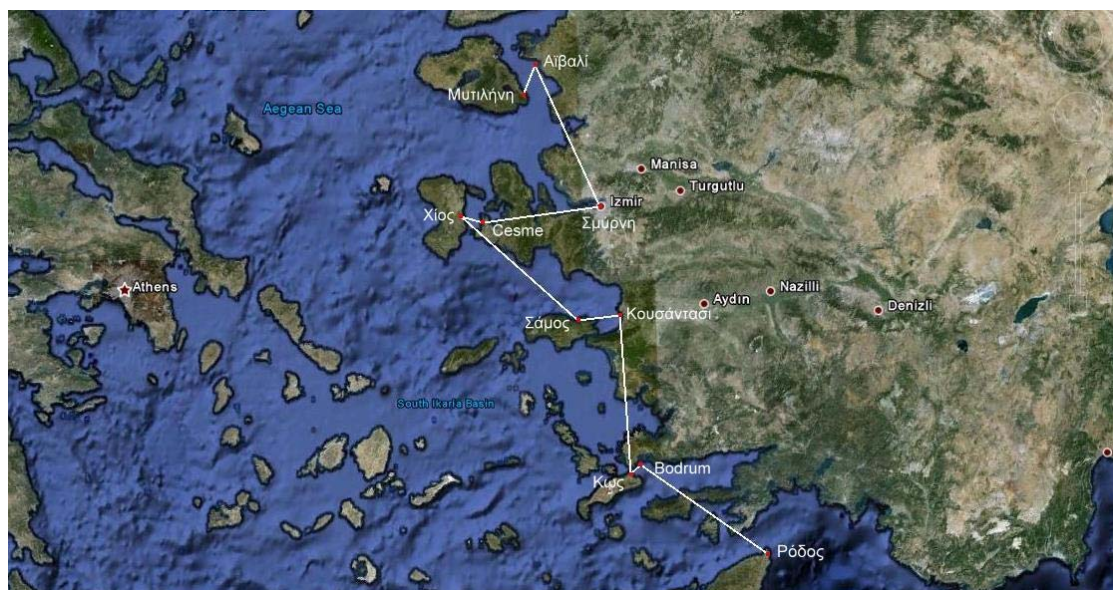 Αϊβαλί
Μυτιλήνη
Aegean Sea
Manisa
Turgutlu
Izmir
Σμύρνη
Χίος
Cesme
Athens
Nazilli
Aydın
Denizli
Σάμος
Κουσάντασι
South Ikaria Basin
Bodrum
Κως
Ρόδος